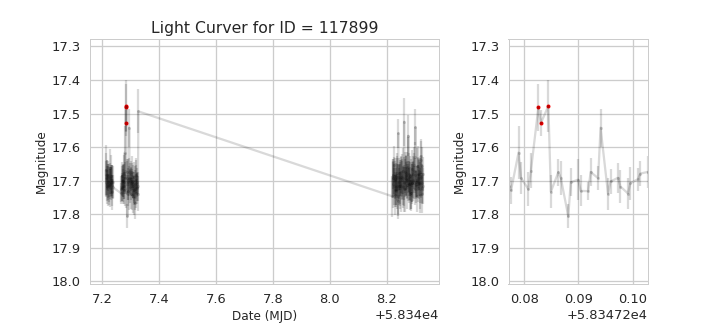 Light Curver for ID = 117899
17.3
17.4
17.5
17.6
17.7
17.8
17.9
18.0
Magnitude
7.2 7.4 7.6 7.8 8.0 8.2
Date (MJD)
+5.834e4
17.3
17.4
17.5
17.6
17.7
17.8
17.9
18.0
Magnitude
0.08 0.09 0.10
+5.83472e4